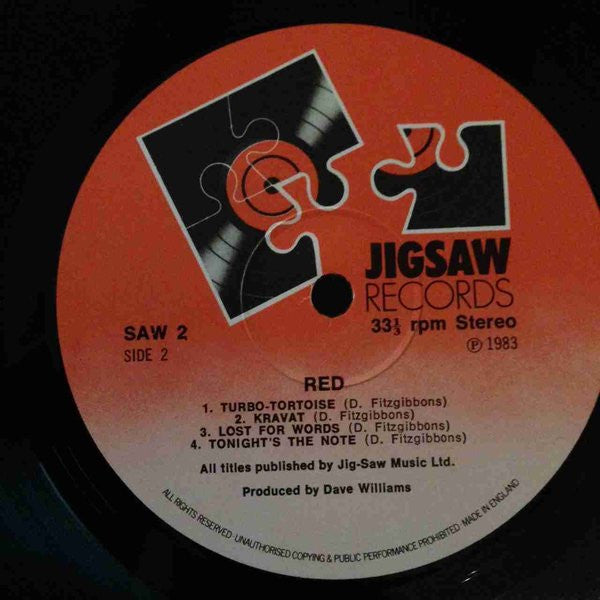 JIGSAW
RECORDS
33⅓ rpm Stereo
℗ 1983
SAW 2
SIDE 2
RED
1. TURBO-TORTOISE (D. Fitzgibbons)
2. KRAVAT (D. Fitzgibbons)
3. LOST FOR WORDS (D. Fitzgibbons)
4. TONIGHT'S THE NOTE (D. Fitzgibbons)
All titles published by Jig-Saw Music Ltd.
Produced by Dave Williams
ALL RIGHTS RESERVED · UNAUTHORISED COPYING & PUBLIC PERFORMANCE PROHIBITED · MADE IN ENGLAND